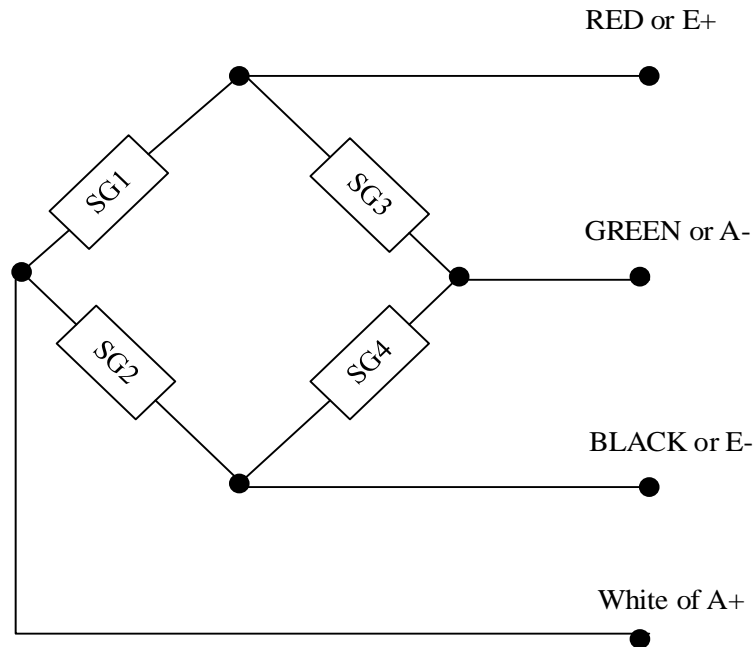 RED or E+
SG1
SG3
GREEN or A-
SG2
SG4
BLACK or E-
White of A+